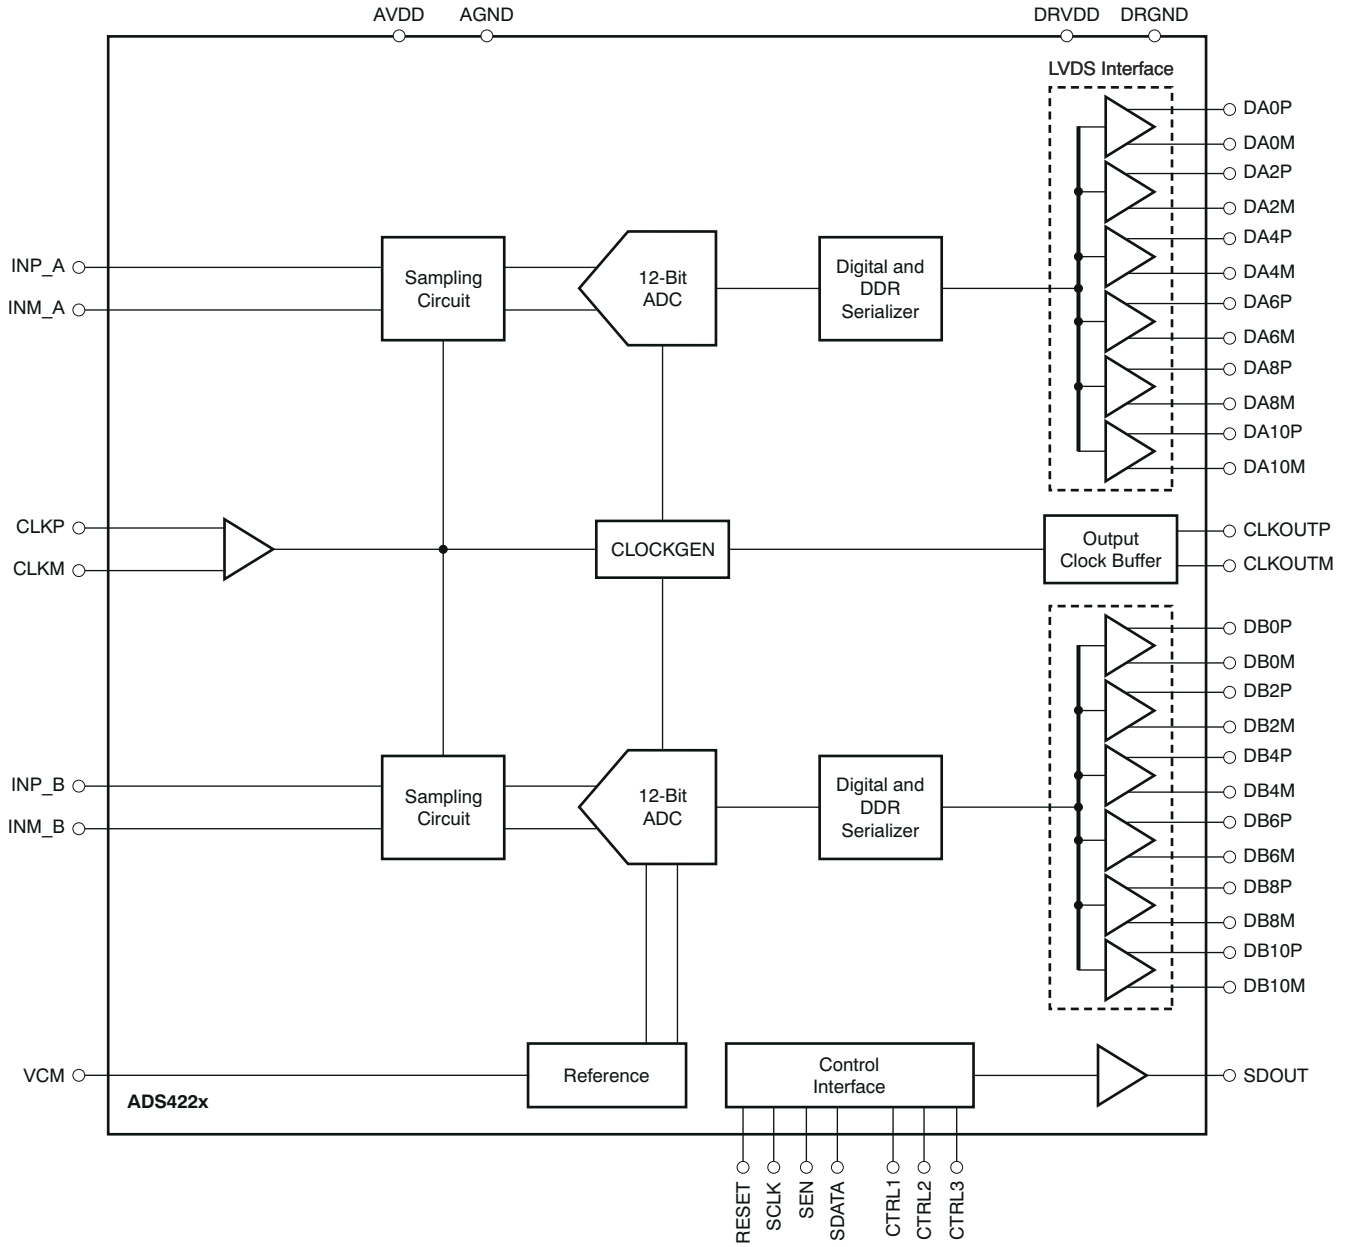 AVDD
AGND
DRVDD
DRGND
LVDS Interface
DA0P
DA0M
DA2P
DA2M
DA4P
DA4M
DA6P
DA6M
DA8P
DA8M
DA10P
DA10M
INP_A
INM_A
Sampling
Circuit
12-Bit
ADC
Digital and
DDR
Serializer
CLKP
CLKM
CLOCKGEN
Output
Clock Buffer
CLKOUTP
CLKOUTM
DB0P
DB0M
DB2P
DB2M
DB4P
DB4M
DB6P
DB6M
DB8P
DB8M
DB10P
DB10M
INP_B
INM_B
Sampling
Circuit
12-Bit
ADC
Digital and
DDR
Serializer
VCM
Reference
Control
Interface
SDOUT
ADS422x
RESET
SCLK
SEN
SDATA
CTRL1
CTRL2
CTRL3